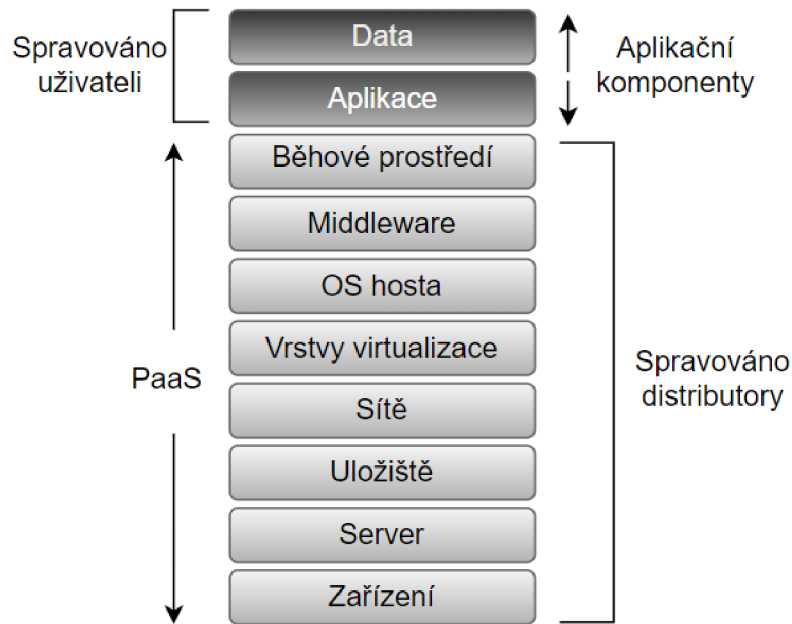 Spravováno
uživateli
Data
Aplikace
Aplikační
komponenty
Běhové prostředí
Middleware
OS hosta
Vrstvy virtualizace
Sítě
Uložiště
Server
Zařízení
PaaS
Spravováno
distributory